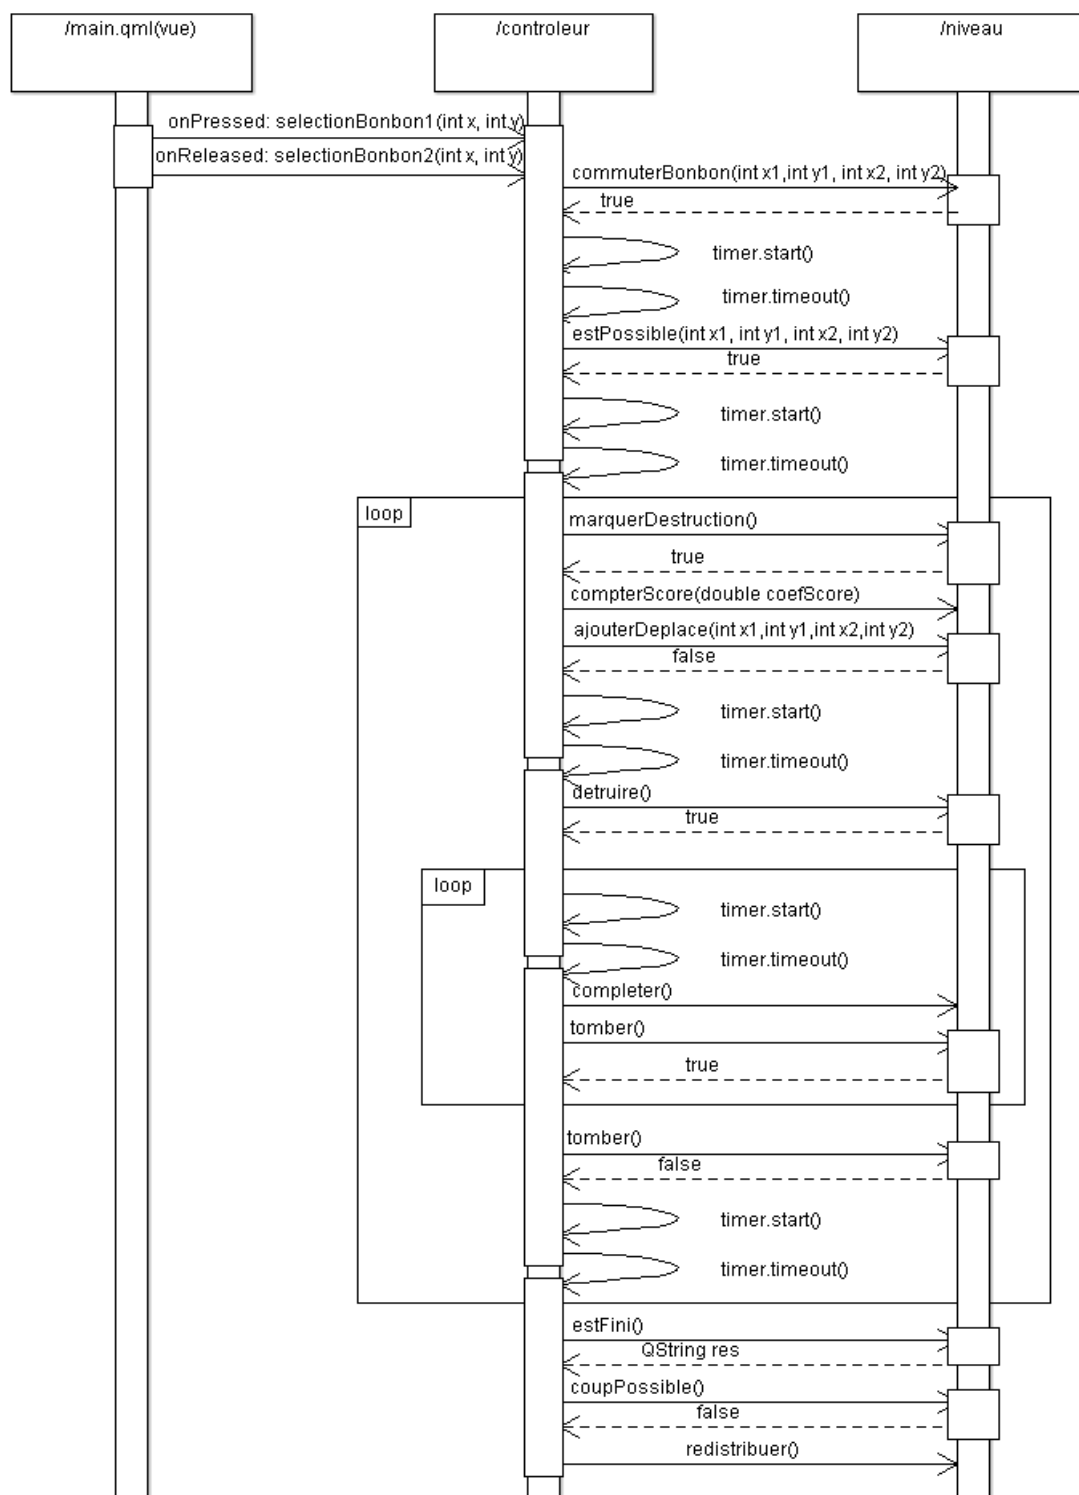 /main.qml(vue)
/controleur
/niveau
onPressed: selectionBonbon1(int x, int y)
onReleased: selectionBonbon2(int x, int y)
commuterBonbon(int x1,int y1, int x2, int y2)
true
timer.start()
timer.timeout()
estPossible(int x1, int y1, int x2, int y2)
true
timer.start()
timer.timeout()
loop
marquerDestruction()
true
compterScore(double coefScore)
ajouterDeplace(int x1,int y1,int x2,int y2)
false
timer.start()
timer.timeout()
detruire()
true
loop
timer.start()
timer.timeout()
completer()
tomber()
true
tomber()
false
timer.start()
timer.timeout()
estFini()
QString res
coupPossible()
false
redistribuer()